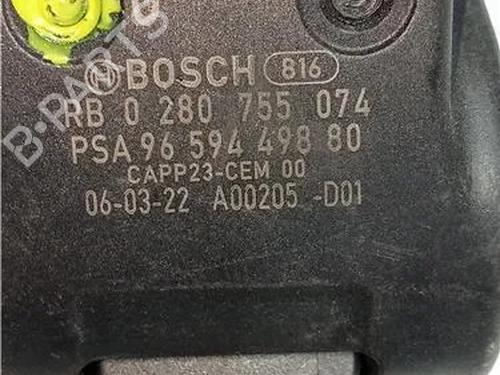 BOSCH 816
RB 0 280 755 074
PSA 96 594 498 80
CAPP23-CEM 00
06-03-22 A00205 -D01
B-PARTS